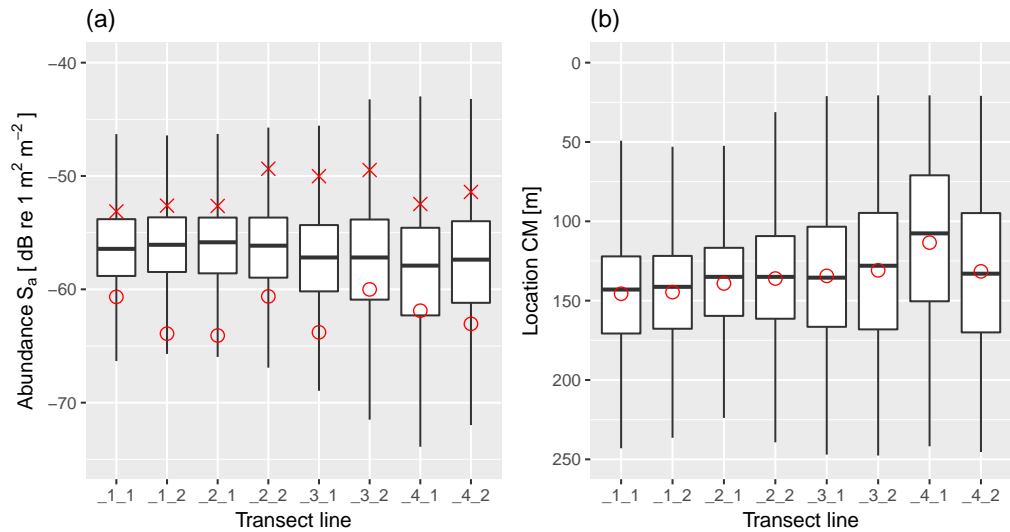 (a)
Abundance Sₐ [ dB re 1 m² m⁻² ]
−40
−50
−60
−70
_1_1 _1_2 _2_1 _2_2 _3_1 _3_2 _4_1 _4_2
Transect line
(b)
Location CM [m]
0
50
100
150
200
250
_1_1 _1_2 _2_1 _2_2 _3_1 _3_2 _4_1 _4_2
Transect line